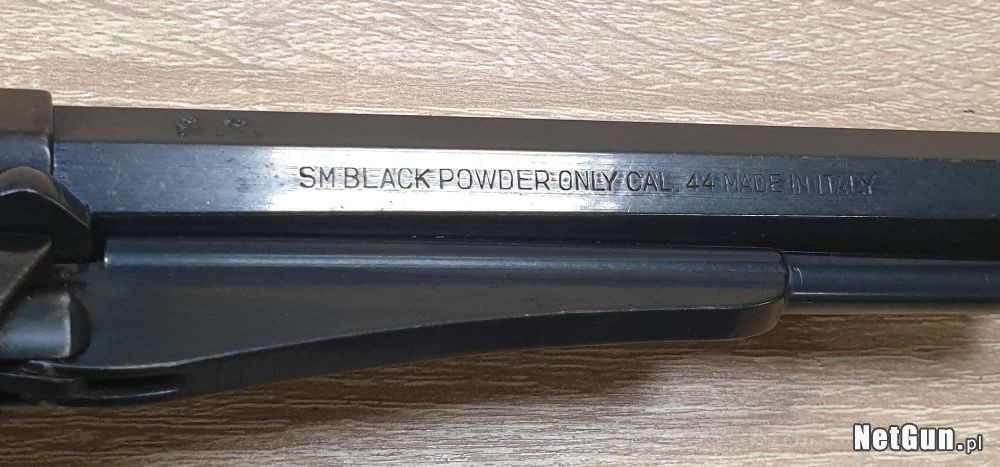 SM BLACK POWDER ONLY CAL. 44 MADE IN ITALY
NetGun.pl